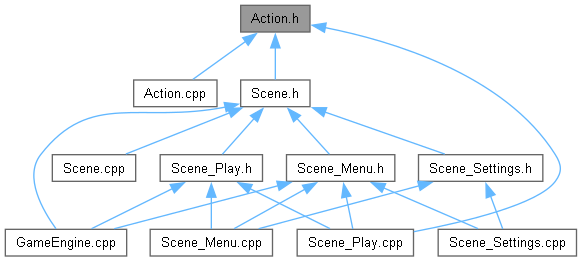 Action.h
Action.cpp
Scene.h
Scene.cpp
Scene_Play.h
Scene_Menu.h
Scene_Settings.h
GameEngine.cpp
Scene_Menu.cpp
Scene_Play.cpp
Scene_Settings.cpp